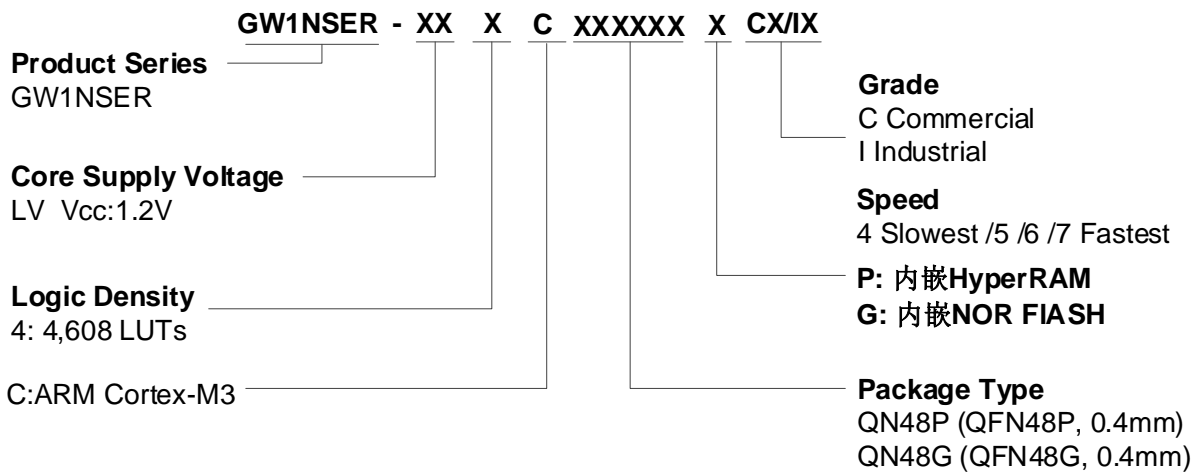 GW1NSER - XX X C XXXXXX X CX/IX
Product Series
GW1NSER
Core Supply Voltage
LV Vcc:1.2V
Logic Density
4: 4,608 LUTs
C:ARM Cortex-M3
Grade
C Commercial
I Industrial
Speed
4 Slowest /5 /6 /7 Fastest
P: 内嵌HyperRAM
G: 内嵌NOR FlASH
Package Type
QN48P (QFN48P, 0.4mm)
QN48G (QFN48G, 0.4mm)